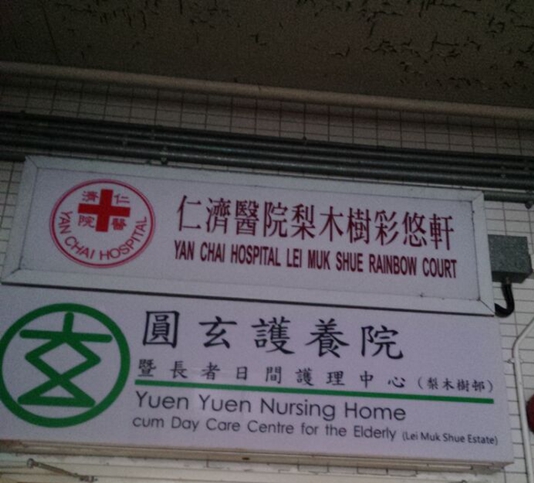 仁濟醫院
YAN CHAI HOSPITAL
仁濟醫院梨木樹彩悠軒
YAN CHAI HOSPITAL LEI MUK SHUE RAINBOW COURT
玄
圓玄護養院
暨長者日間護理中心(梨木樹邨)
Yuen Yuen Nursing Home
cum Day Care Centre for the Elderly (Lei Muk Shue Estate)